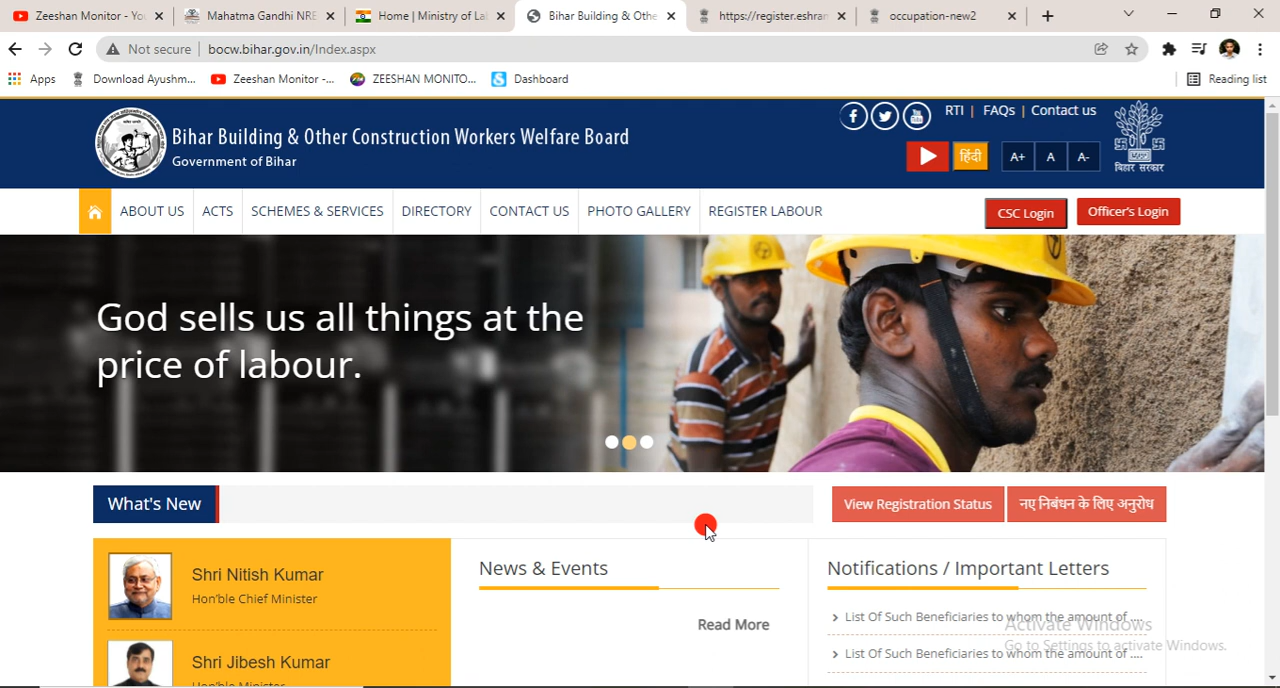 Zeeshan Monitor - Yo
Mahatma Gandhi NRE
Home | Ministry of La
Bihar Building & Othe
https://register.eshran
occupation-new2
Not secure | bocw.bihar.gov.in/Index.aspx
Apps
Download Ayushm...
Zeeshan Monitor -...
ZEESHAN MONITO...
Dashboard
Reading list
Bihar Building & Other Construction Workers Welfare Board
Government of Bihar
RTI | FAQs | Contact us
हिंदी
A+
A
A-
बिहार सरकार
ABOUT US
ACTS
SCHEMES & SERVICES
DIRECTORY
CONTACT US
PHOTO GALLERY
REGISTER LABOUR
CSC Login
Officer's Login
God sells us all things at the
price of labour.
What's New
View Registration Status
नए निबंधन के लिए अनुरोध
Shri Nitish Kumar
Hon'ble Chief Minister
Shri Jibesh Kumar
Hon'ble Minister
News & Events
Read More
Notifications / Important Letters
List Of Such Beneficiaries to whom the amount of ....
List Of Such Beneficiaries to whom the amount of ....
Activate Windows
Go to Settings to activate Windows.